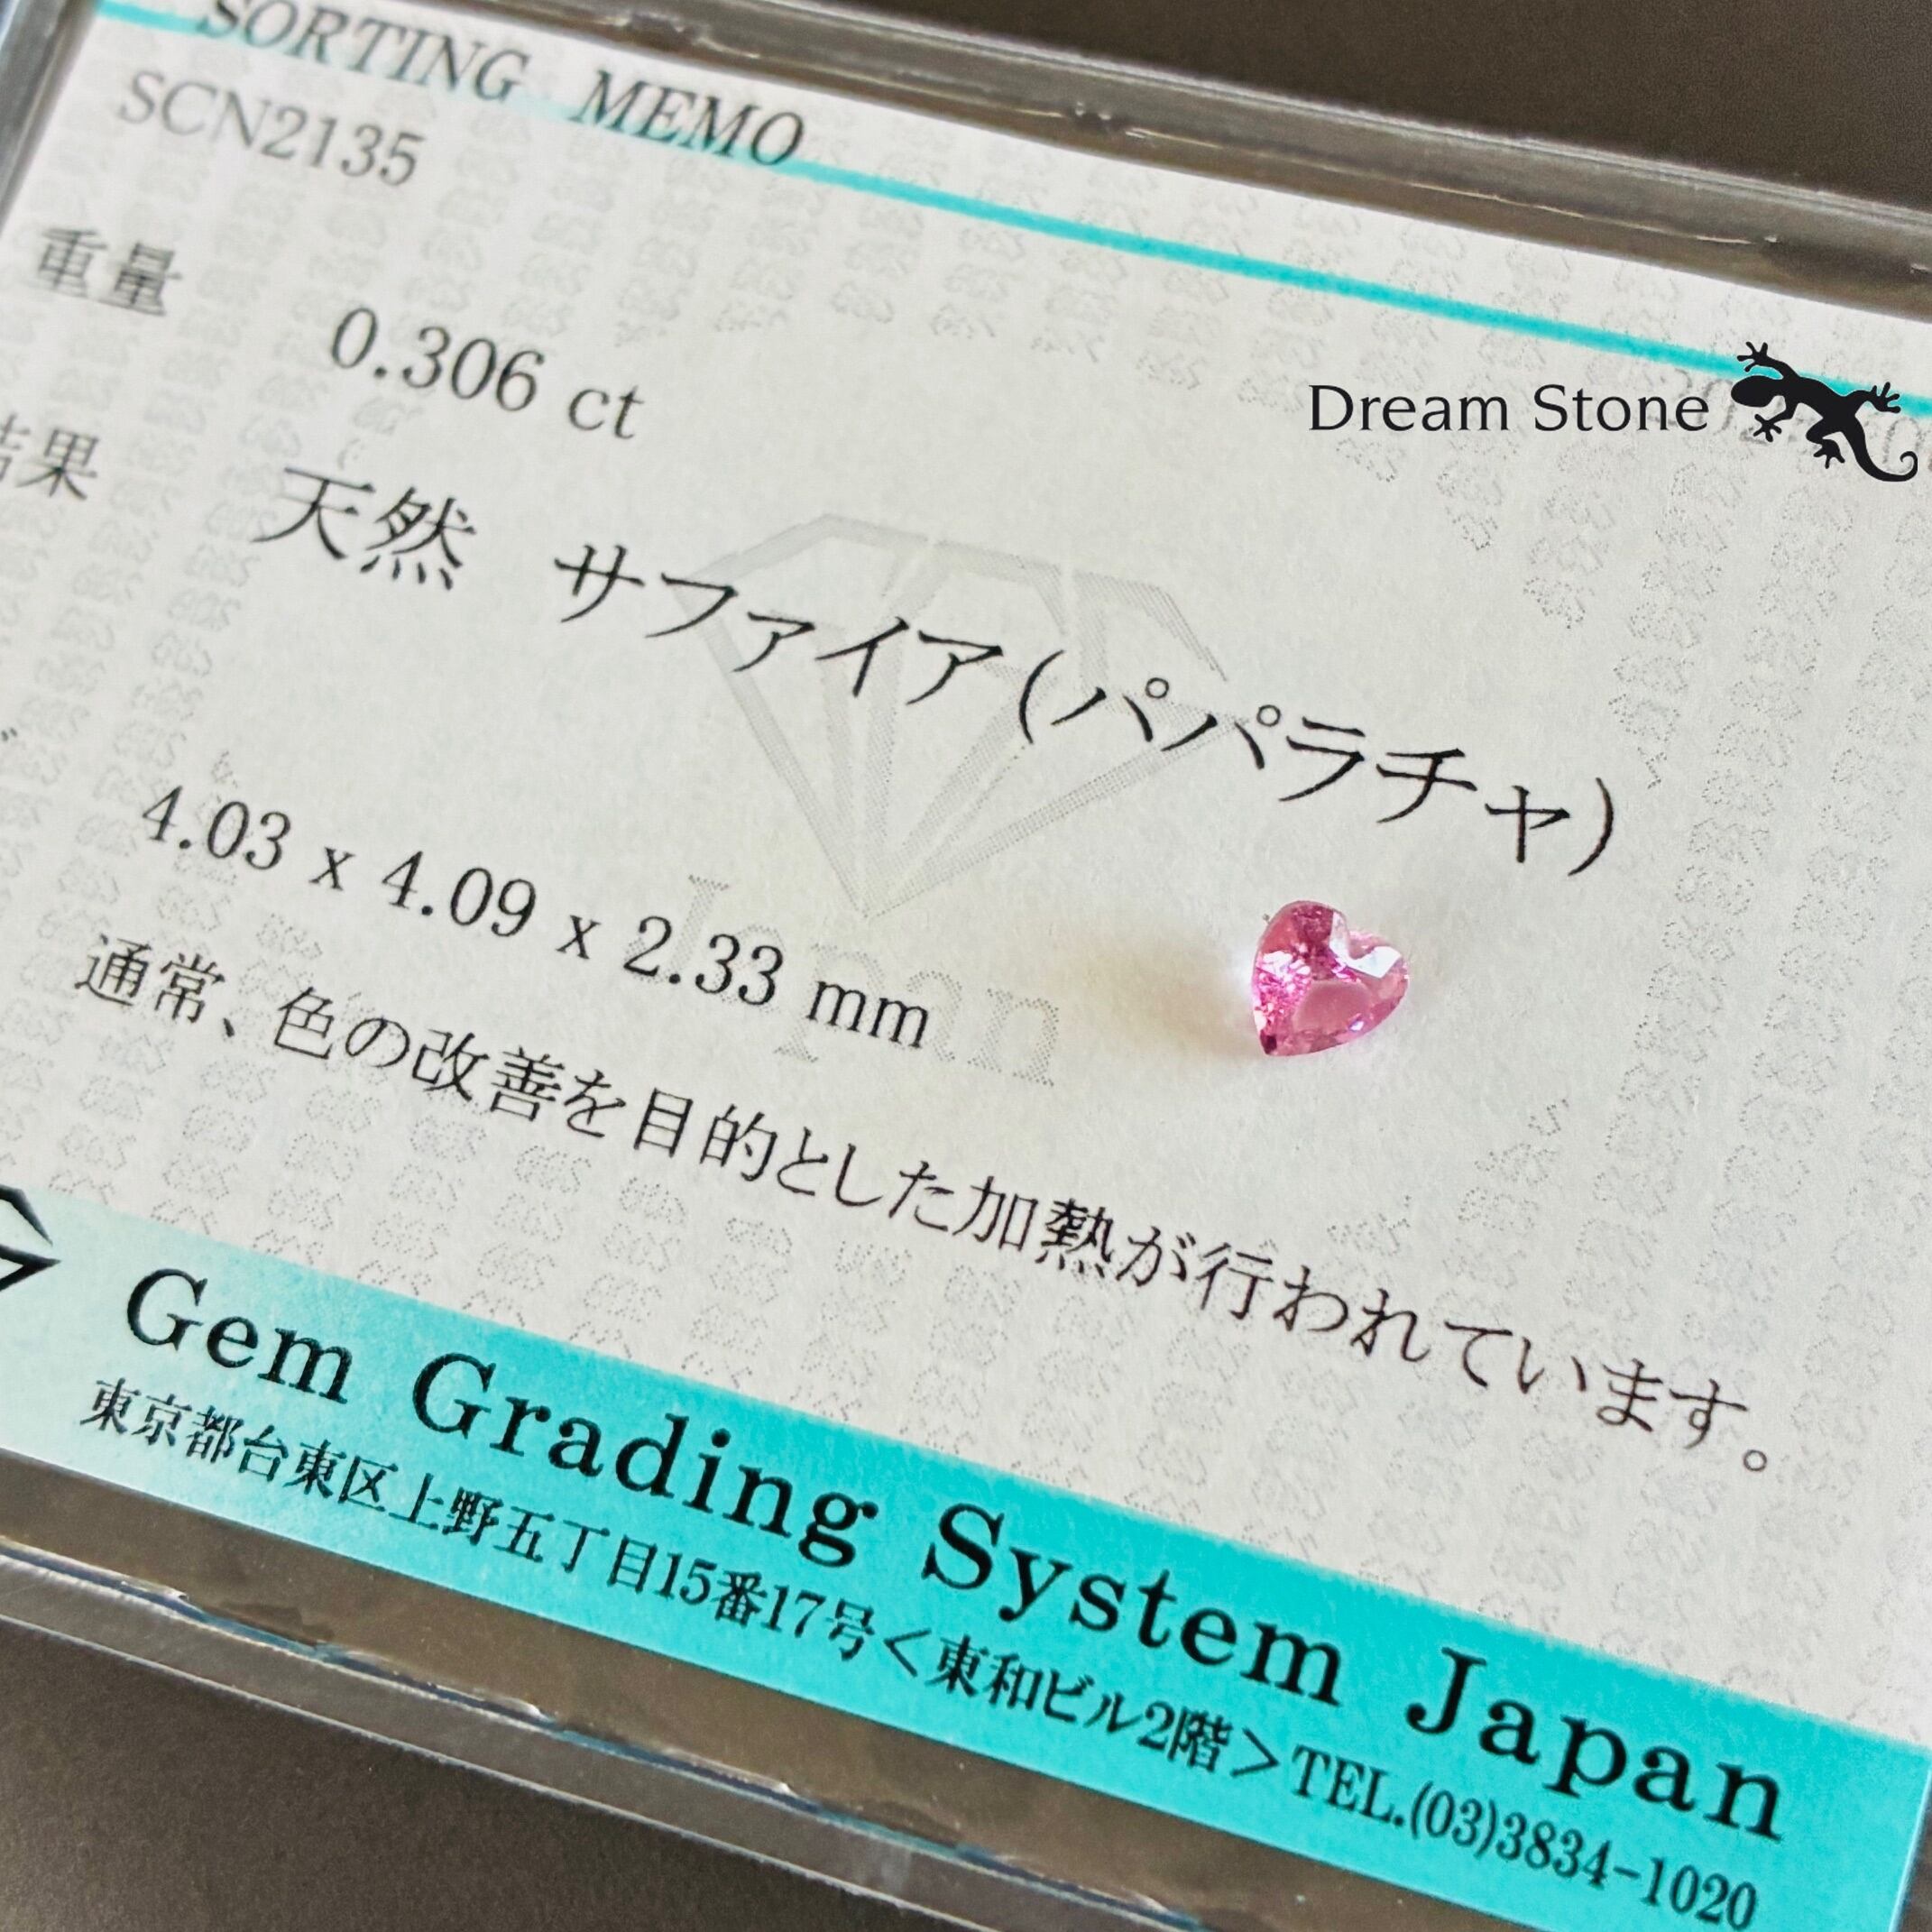 SORTING MEMO
SCN2135
重量 0.306 ct
Dream Stone
結果 天然 サファイア(パパラチャ)
4.03 x 4.09 x 2.33 mm
Japan
通常、色の改善を目的とした加熱が行われています。
Gem Grading System Japan
東京都台東区上野五丁目15番17号<東和ビル2階>TEL.(03)3834-1020